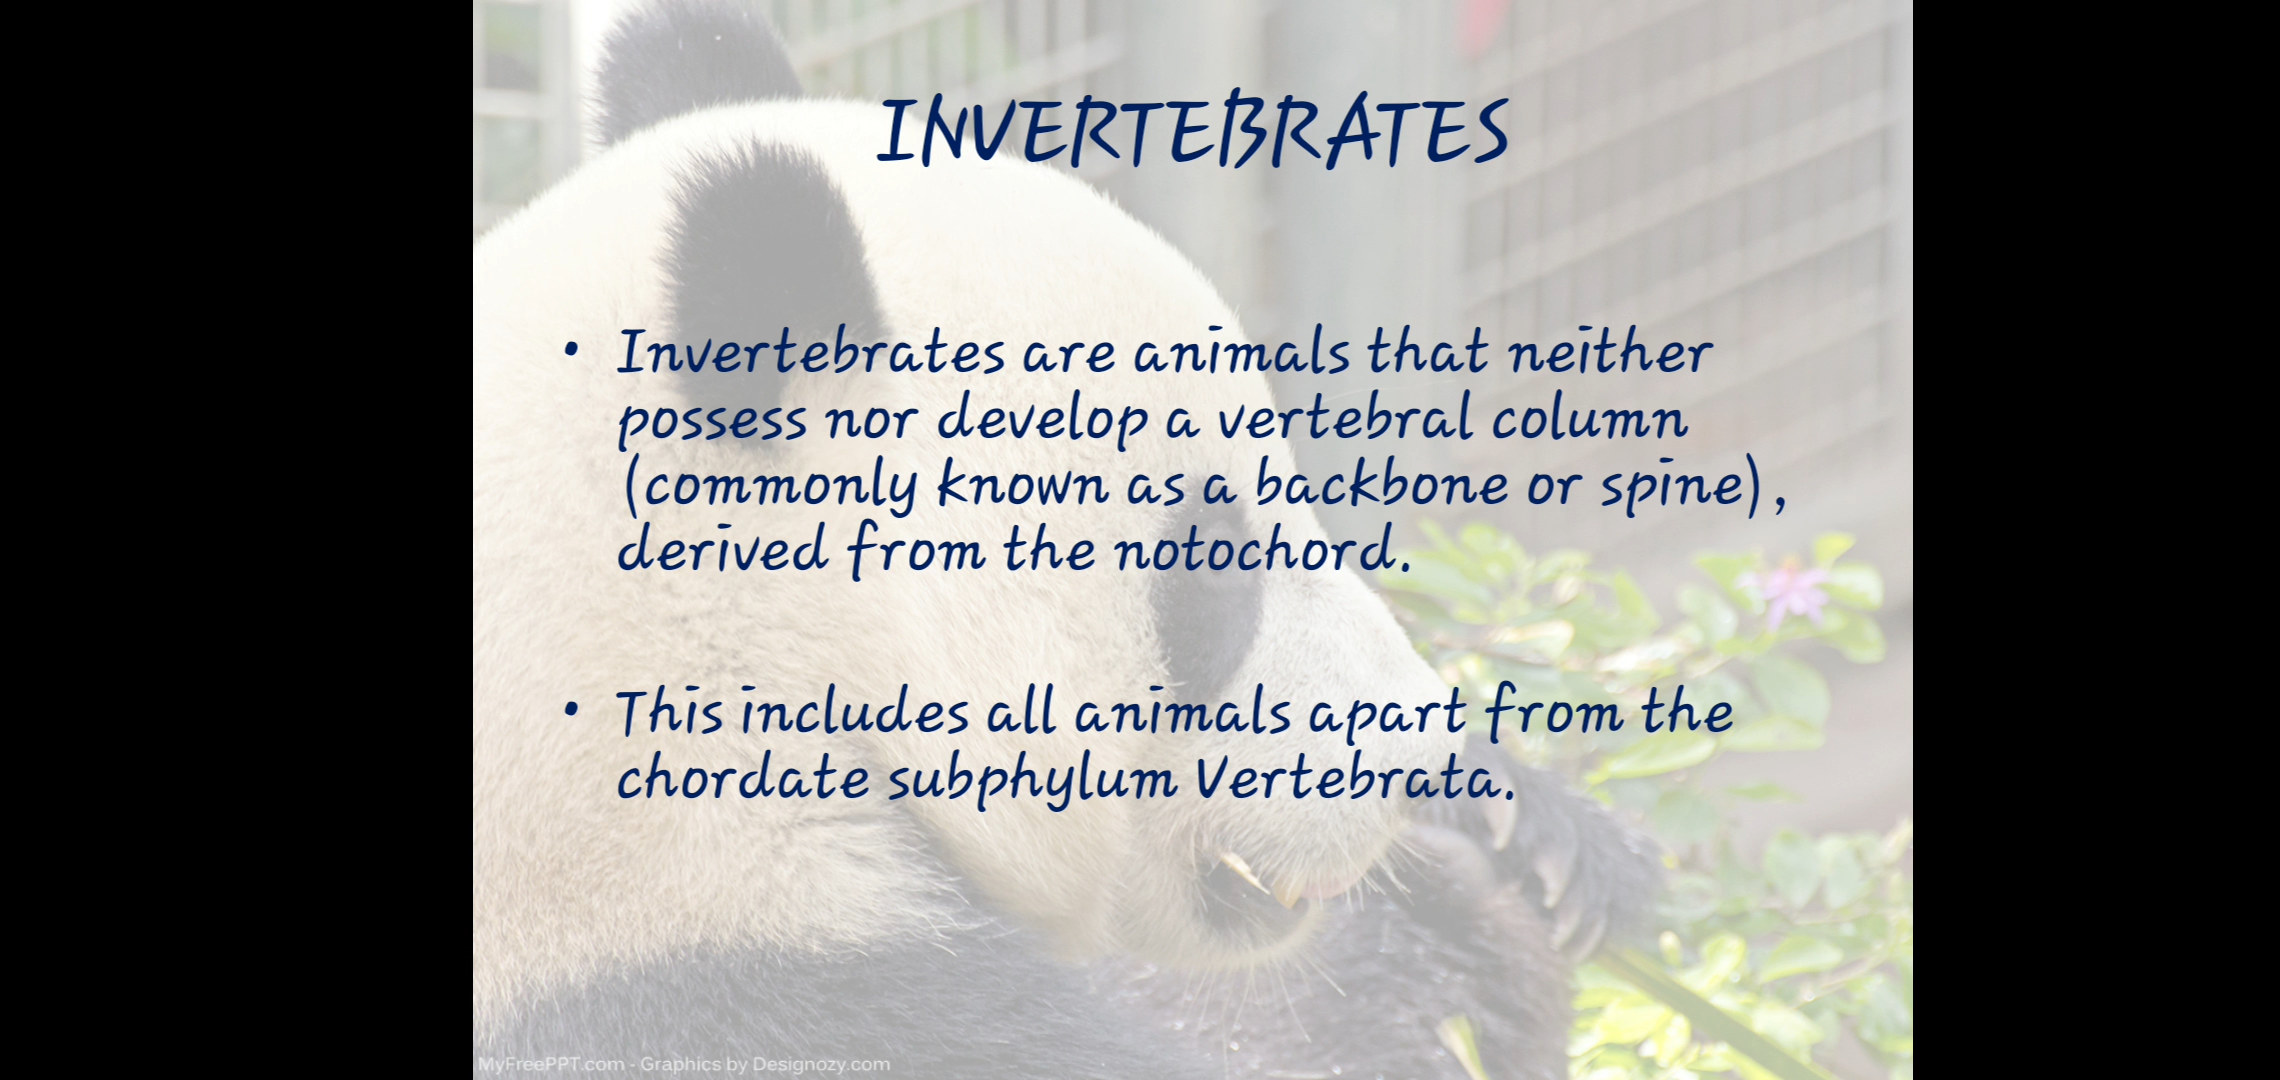 INVERTEBRATES
• Invertebrates are animals that neither
possess nor develop a vertebral column
(commonly known as a backbone or spine),
derived from the notochord.
• This includes all animals apart from the
chordate subphylum Vertebrata.
MyFreePPT.com - Graphics by Designozy.com